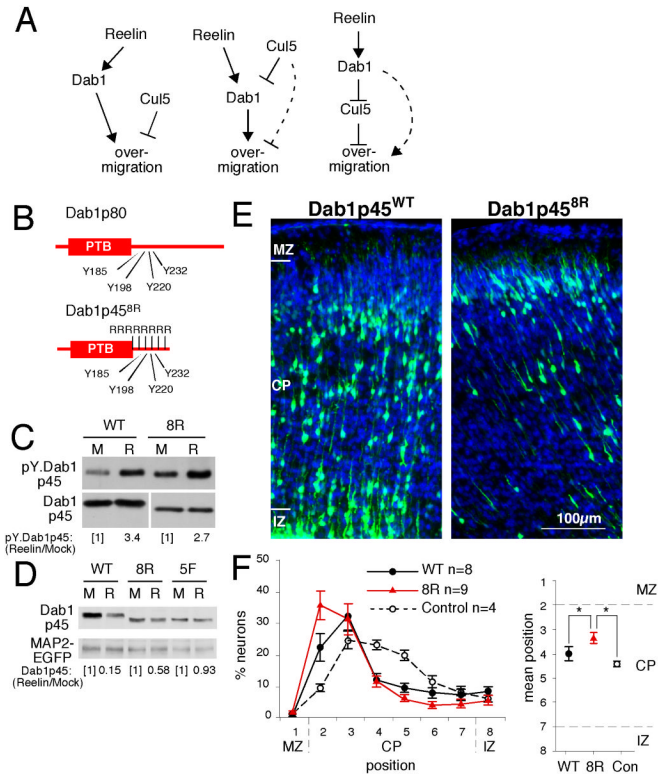 A
Reelin
Dab1
Cul5
over-
migration
Reelin
Cul5
Dab1
over-
migration
Reelin
Dab1
Cul5
over-
migration
B
Dab1p80
PTB
Y185
Y198
Y220
Y232
Dab1p45 8R
RRRRRRRR
PTB
Y185
Y198
Y220
Y232
C
WT 8R
M R M R
pY.Dab1
p45
Dab1
p45
pY.Dab1p45: [1] 3.4 [1] 2.7
(Reelin/Mock)
D
WT 8R 5F
M R M R M R
Dab1
p45
MAP2-
EGFP
Dab1p45: [1] 0.15 [1] 0.58 [1] 0.93
(Reelin/Mock)
E
Dab1p45WT Dab1p458R
MZ
CP
IZ
100µm
F
% neurons
50
40
30
20
10
0
WT n=8
8R n=9
Control n=4
1 2 3 4 5 6 7 8
MZ CP IZ
position
mean position
1
2
3
4
5
6
7
8
* *
MZ
CP
IZ
WT 8R Con